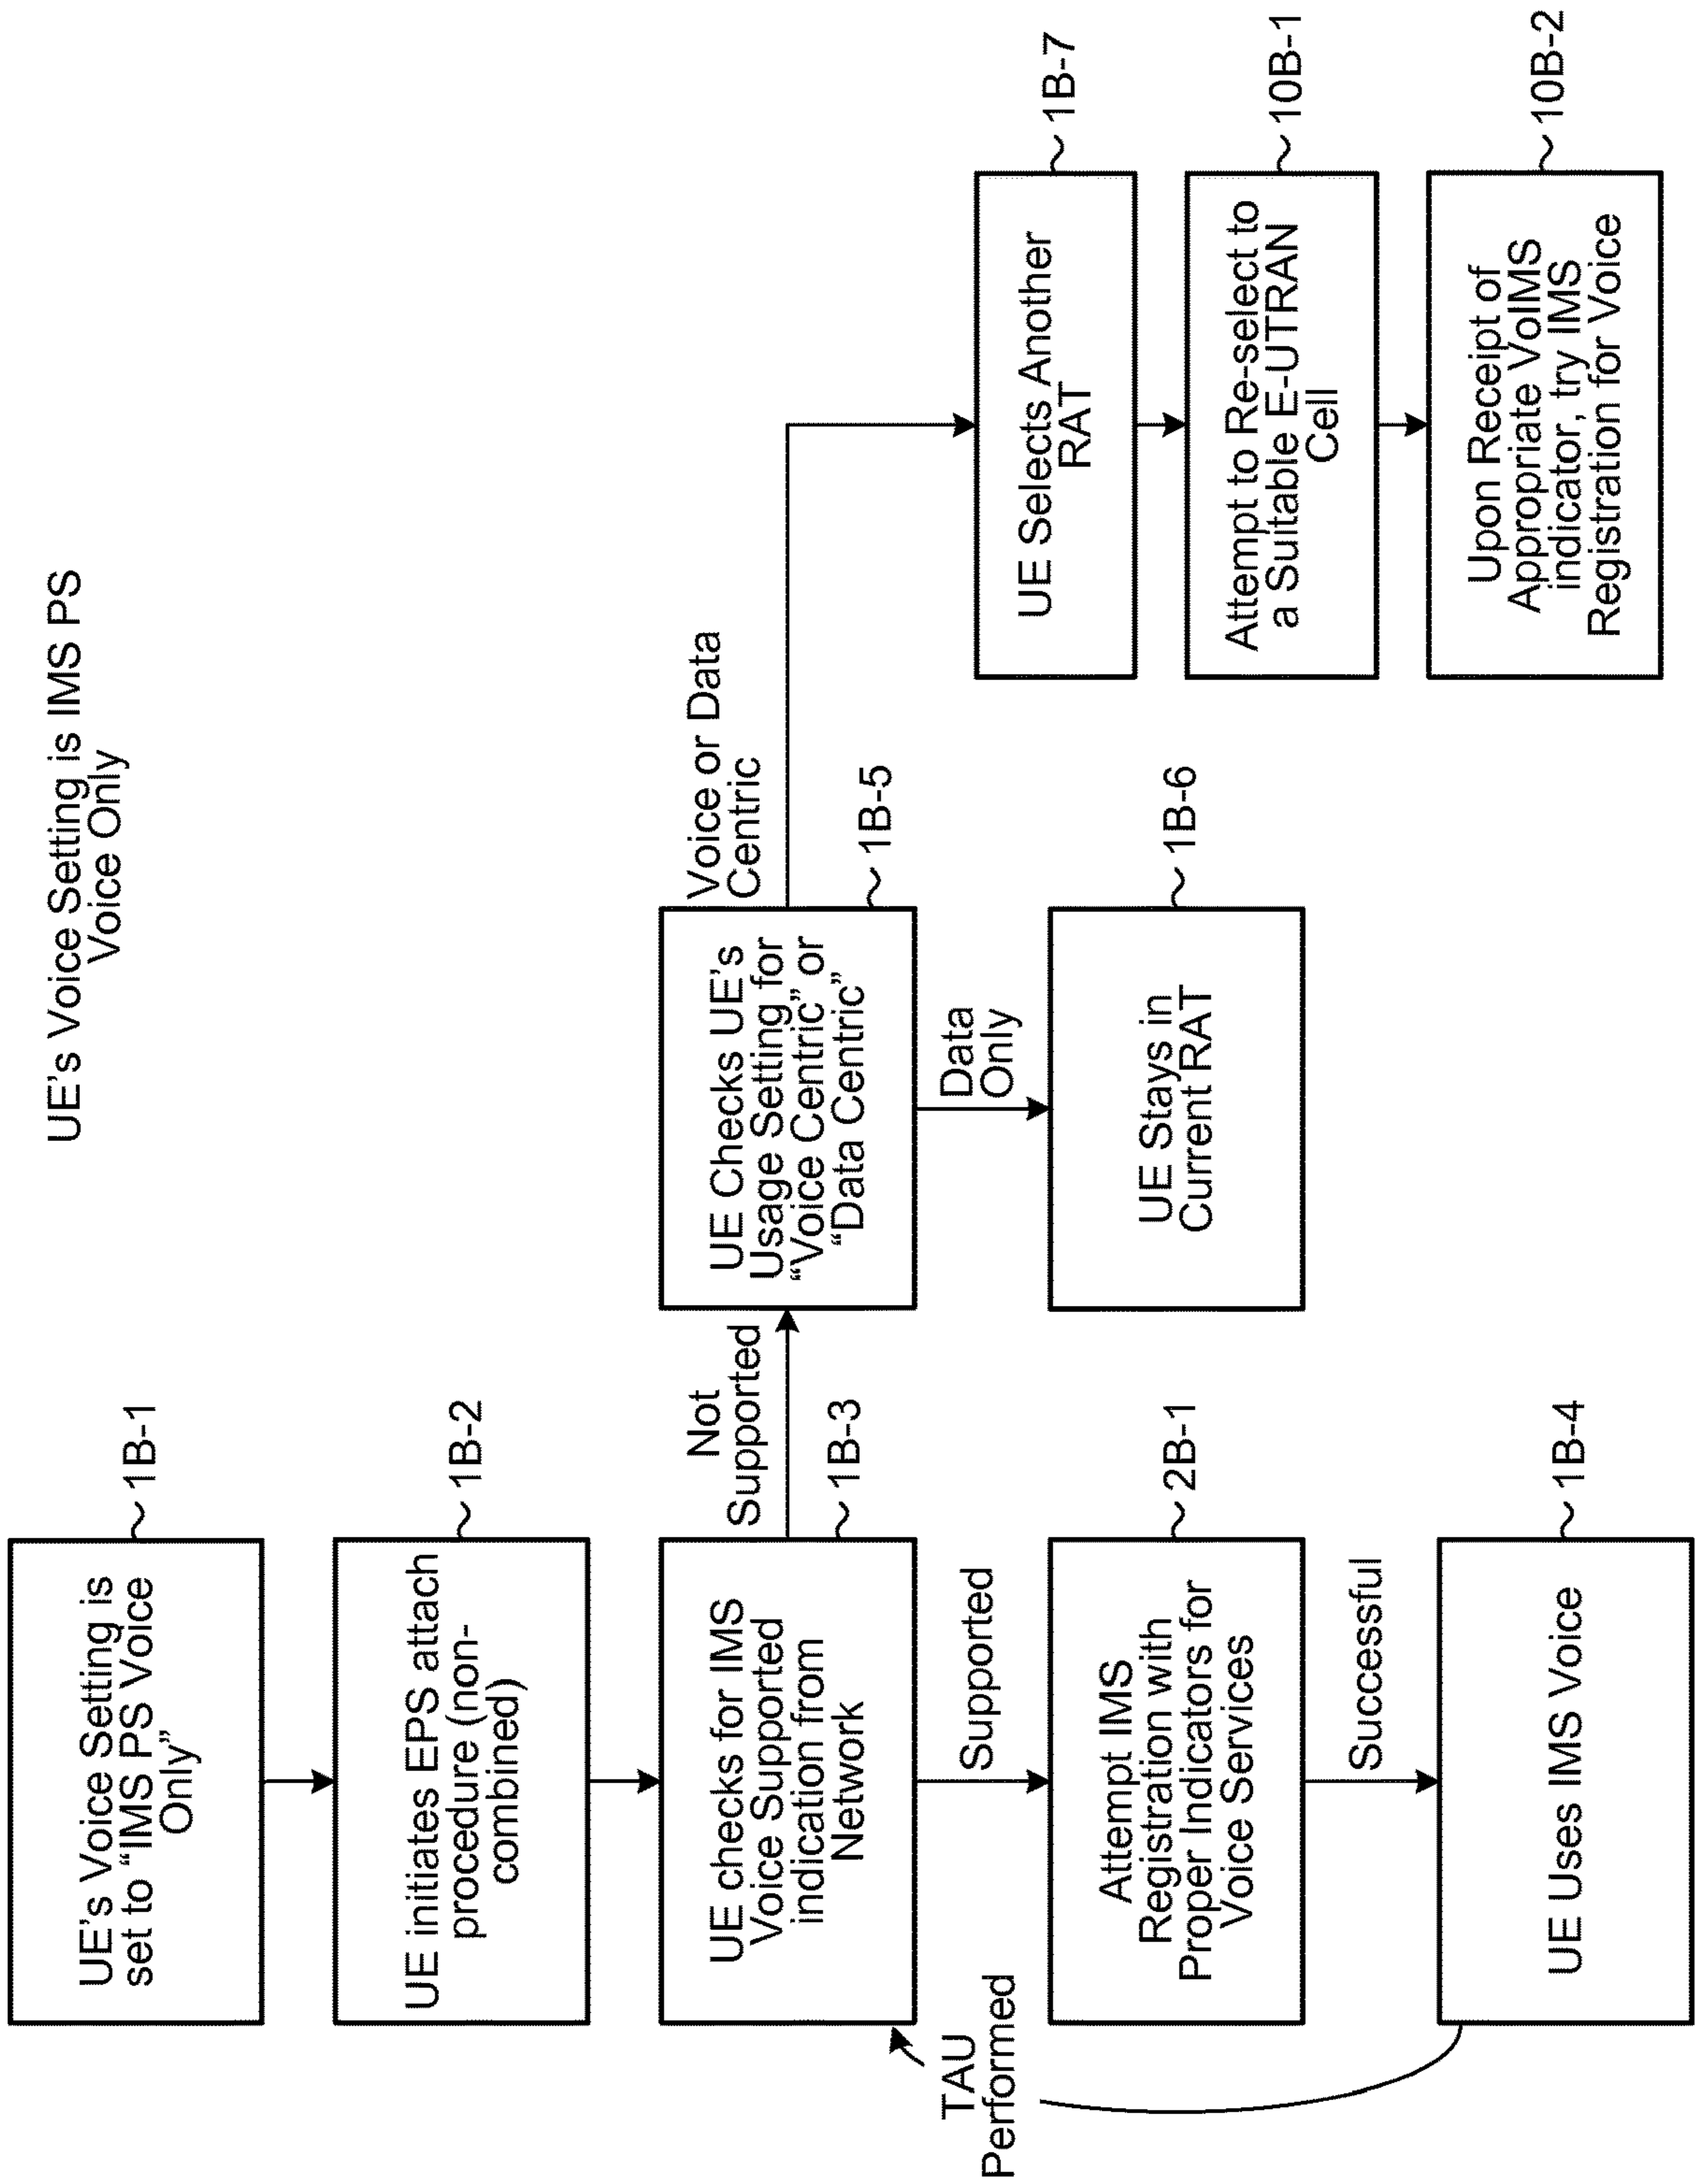 UE's Voice Setting is IMS PS
Voice Only
UE's Voice Setting is
set to “IMS PS Voice
Only”
1B-1
UE initiates EPS attach
procedure (non-
combined)
1B-2
UE checks for IMS
Voice Supported
indication from
Network
1B-3
Not
Supported
UE Checks UE's
Usage Setting for
“Voice Centric” or
“Data Centric”
1B-5
Voice or Data
Centric
Data
Only
UE Stays in
Current RAT
1B-6
UE Selects Another
RAT
1B-7
Attempt to Re-select to
a Suitable E-UTRAN
Cell
10B-1
Upon Receipt of
Appropriate VoIMS
indicator, try IMS
Registration for Voice
10B-2
Supported
Attempt IMS
Registration with
Proper Indicators for
Voice Services
2B-1
Successful
UE Uses IMS Voice
1B-4
TAU
Performed